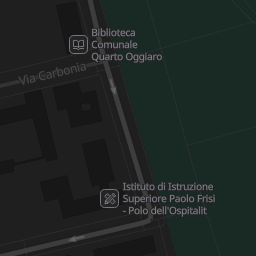 Biblioteca
Comunale
Quarto Oggiaro
Via Carbonia
Istituto di Istruzione
Superiore Paolo Frisi
- Polo dell'Ospitalit